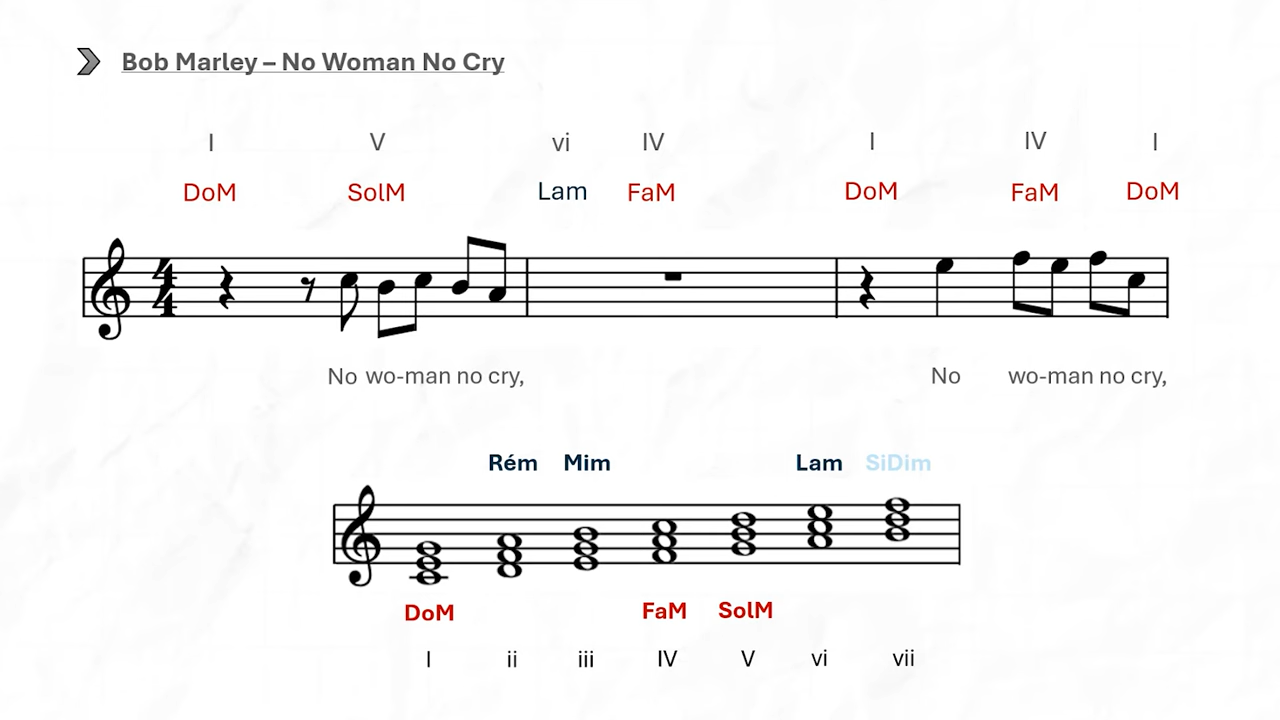 Bob Marley – No Woman No Cry
I V vi IV I IV I
DoM SolM Lam FaM DoM FaM DoM
4
4
No wo-man no cry, No wo-man no cry,
Rém Mim Lam SiDim
DoM FaM SolM
I ii iii IV V vi vii